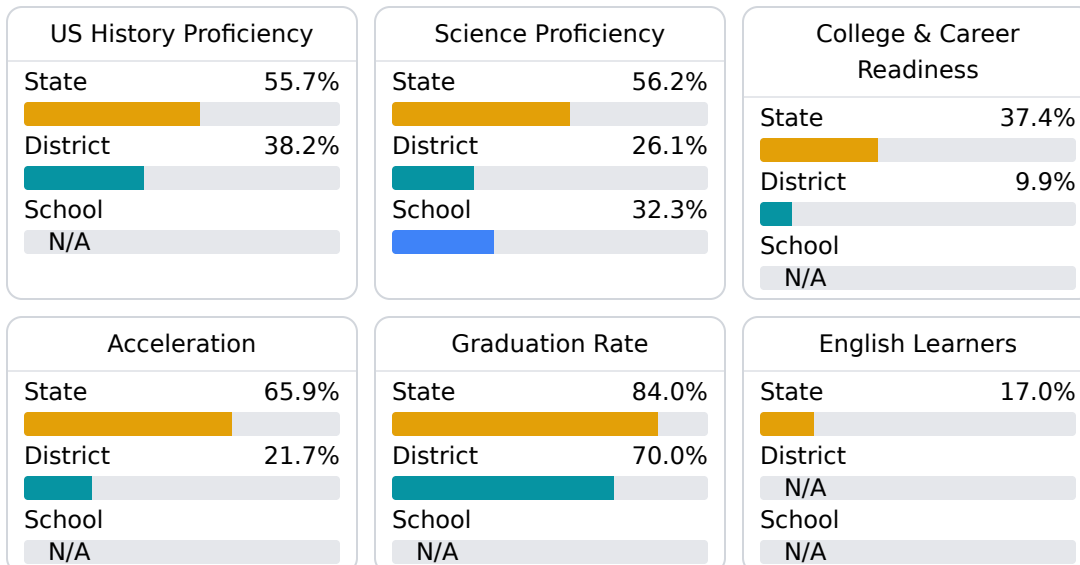 US History Proficiency
State 55.7%
District 38.2%
School
N/A
Science Proficiency
State 56.2%
District 26.1%
School 32.3%
College & Career
Readiness
State 37.4%
District 9.9%
School
N/A
Acceleration
State 65.9%
District 21.7%
School
N/A
Graduation Rate
State 84.0%
District 70.0%
School
N/A
English Learners
State 17.0%
District
N/A
School
N/A